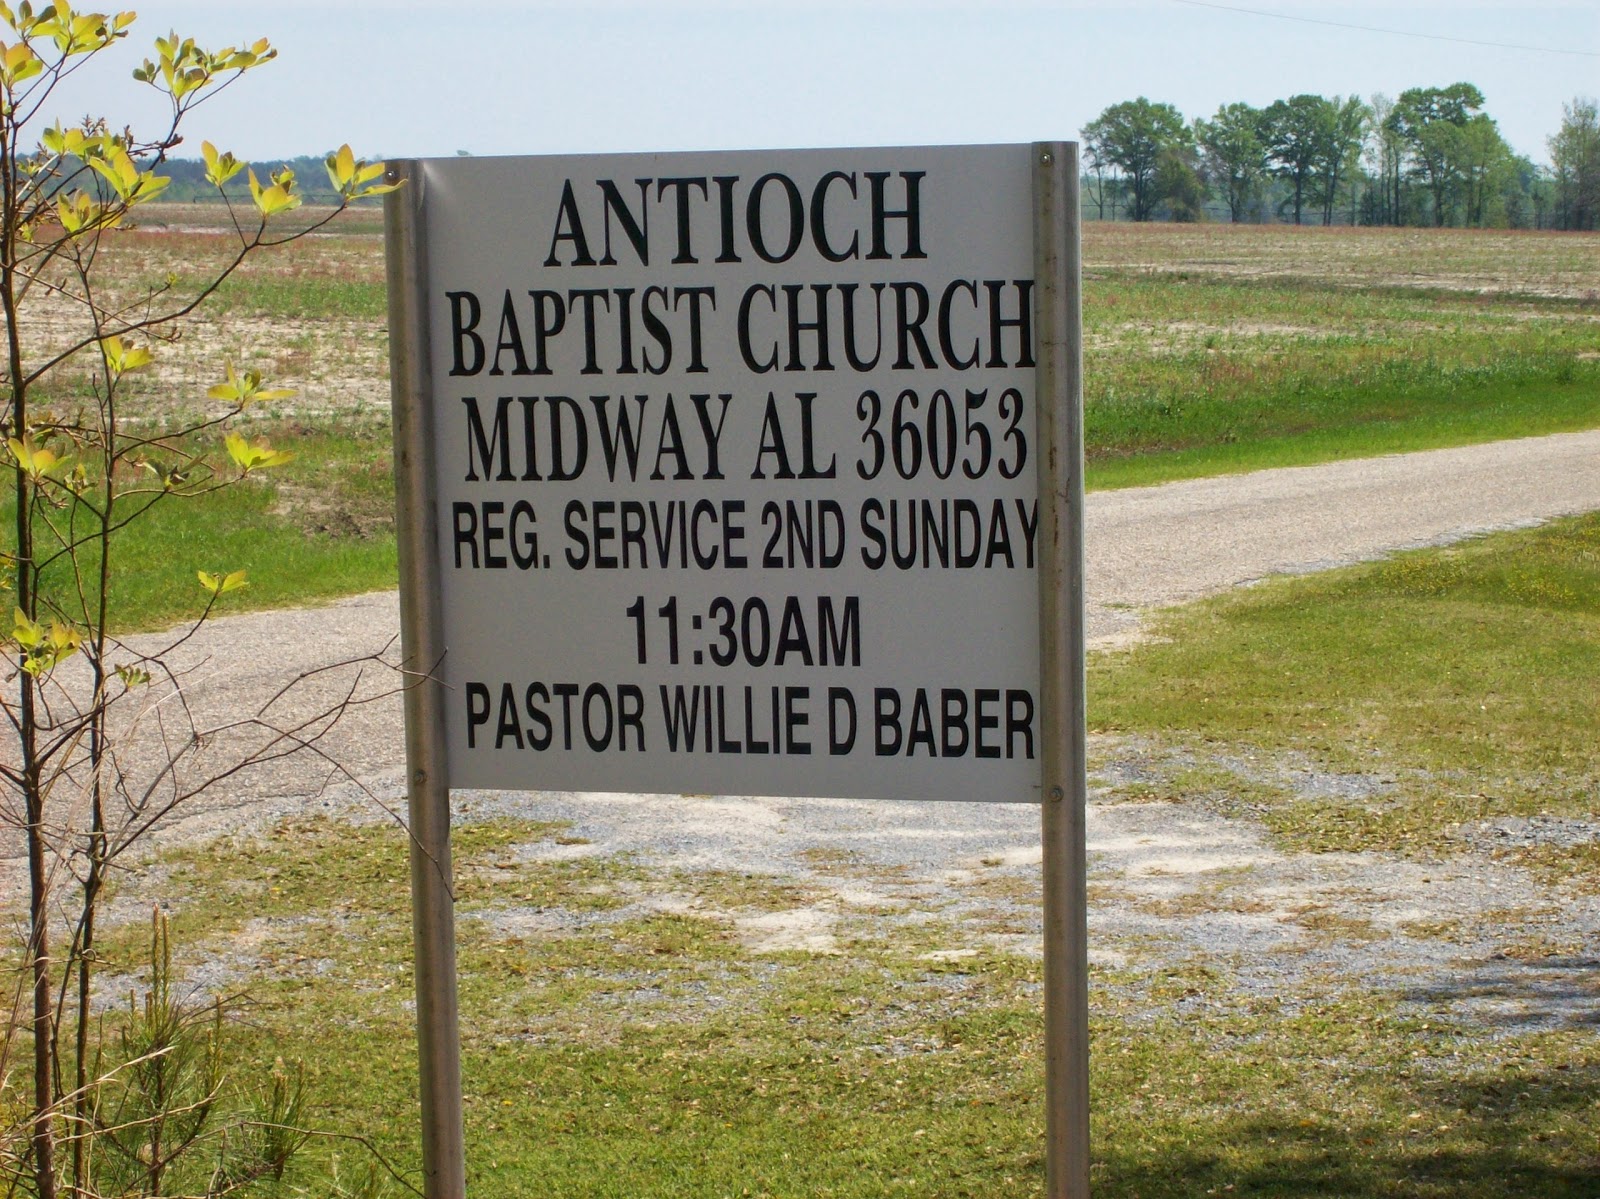 ANTIOCH
BAPTIST CHURCH
MIDWAY AL 36053
REG. SERVICE 2ND SUNDAY
11:30AM
PASTOR WILLIE D BABER